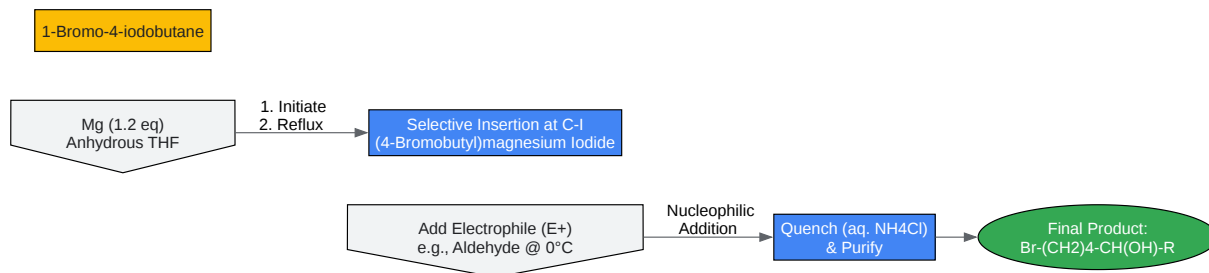 1-Bromo-4-iodobutane
Mg (1.2 eq)
Anhydrous THF
1. Initiate
2. Reflux
Selective Insertion at C-I
(4-Bromobutyl)magnesium Iodide
Add Electrophile (E+)
e.g., Aldehyde @ 0°C
Nucleophilic
Addition
Quench (aq. NH4Cl)
& Purify
Final Product:
Br-(CH2)4-CH(OH)-R